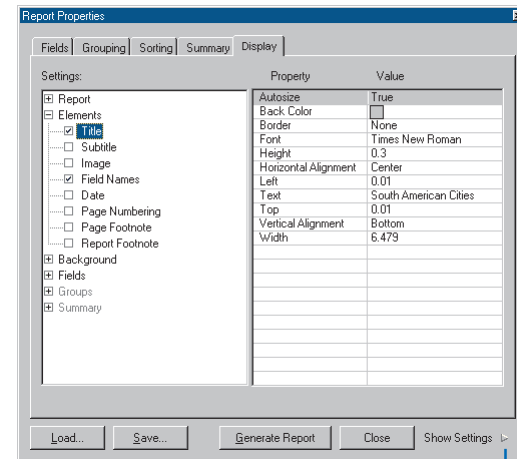 Report Properties
Fields Grouping Sorting Summary Display
Settings: Property Value
Report
Elements
Title
Subtitle
Image
Field Names
Date
Page Numbering
Page Footnote
Report Footnote
Background
Fields
Groups
Summary
Autosize True
Back Color
Border None
Font Times New Roman
Height 0.3
Horizontal Alignment Center
Left 0.01
Text South American Cities
Top 0.01
Vertical Alignment Bottom
Width 6.479
Load... Save... Generate Report Close Show Settings